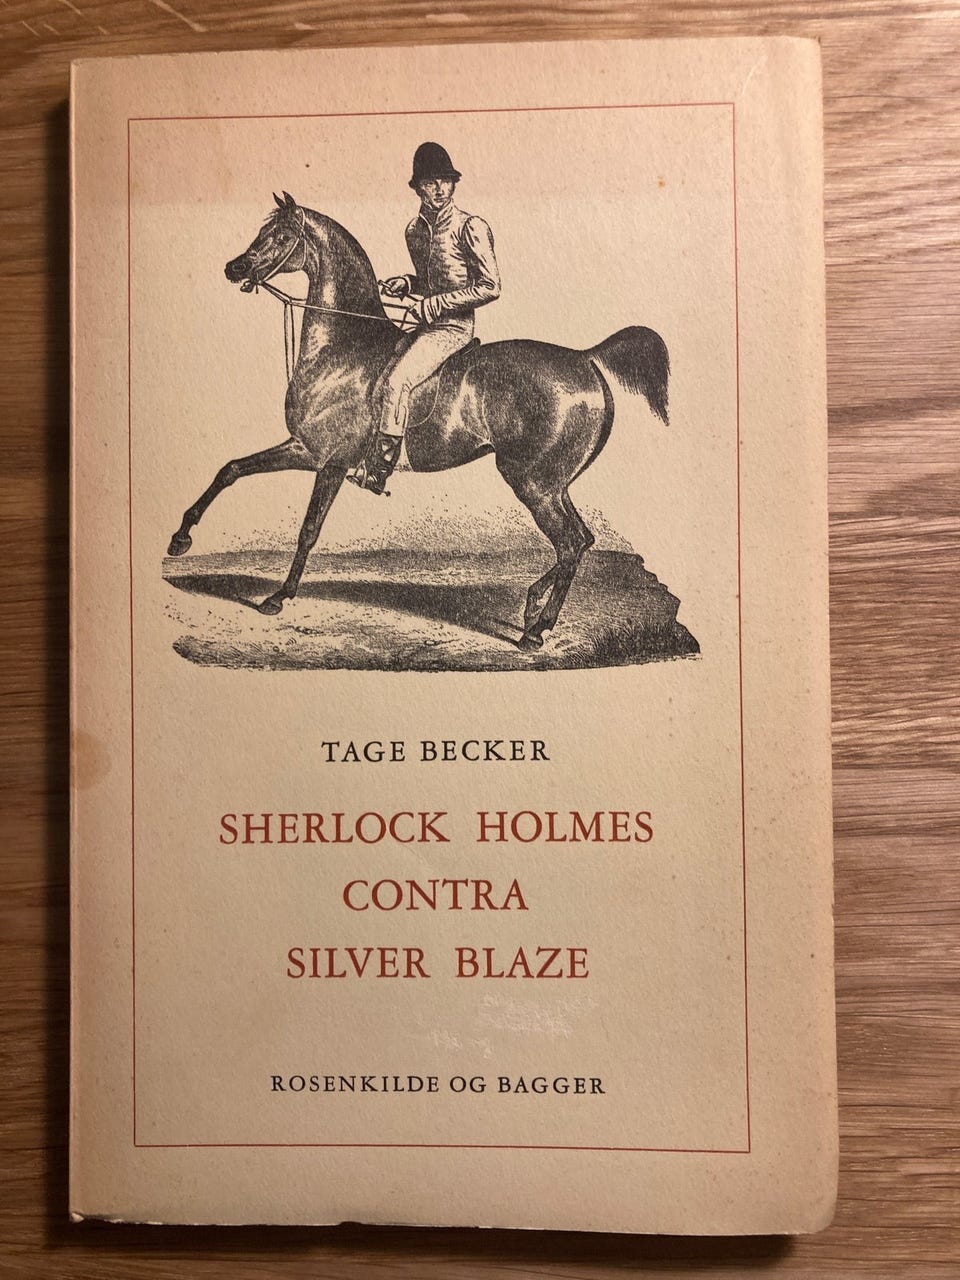 TAGE BECKER
SHERLOCK HOLMES
CONTRA
SILVER BLAZE
ROSENKILDE OG BAGGER